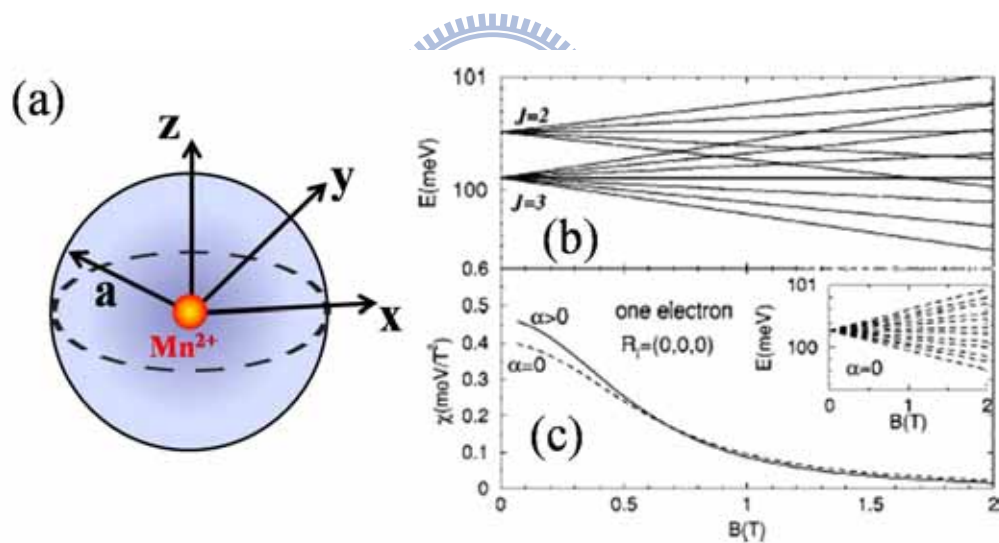 (a)
z
y
x
a
Mn²⁺
101
100
E(meV)
J=2
J=3
(b)
0.6
0.5
0.4
0.3
0.2
0.1
0
χ(meV/T²)
α>0
α=0
one electron
R_I=(0,0,0)
(c)
0
0.5
1
1.5
2
B(T)
101
100
E(meV)
α=0
0
1
2
B(T)